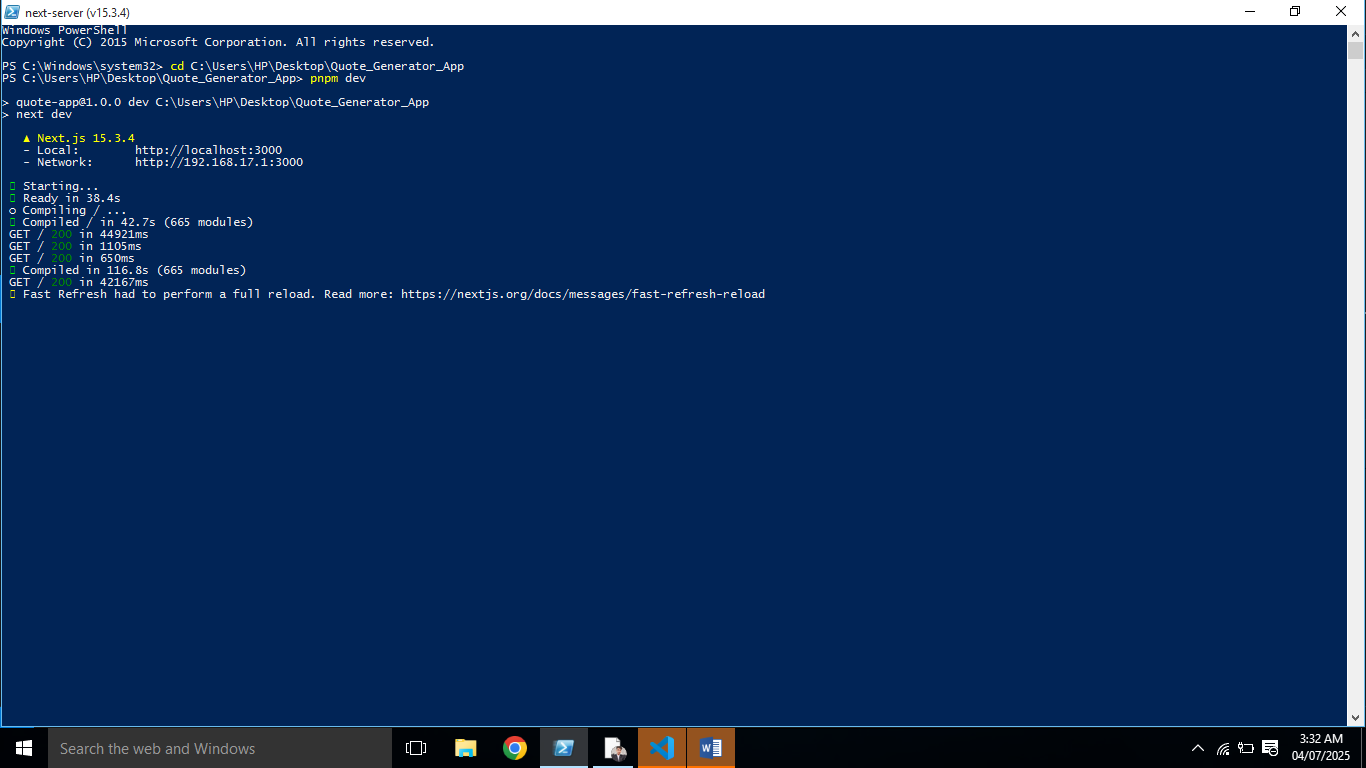 next-server (v15.3.4)
Windows PowerShell
Copyright (C) 2015 Microsoft Corporation. All rights reserved.
PS C:\Windows\system32> cd C:\Users\HP\Desktop\Quote_Generator_App
PS C:\Users\HP\Desktop\Quote_Generator_App> pnpm dev
> quote-app@1.0.0 dev C:\Users\HP\Desktop\Quote_Generator_App
> next dev
▲ Next.js 15.3.4
- Local: http://localhost:3000
- Network: http://192.168.17.1:3000
Starting...
Ready in 38.4s
○ Compiling / ...
Compiled / in 42.7s (665 modules)
GET / 200 in 44921ms
GET / 200 in 1105ms
GET / 200 in 650ms
Compiled in 116.8s (665 modules)
GET / 200 in 42167ms
Fast Refresh had to perform a full reload. Read more: https://nextjs.org/docs/messages/fast-refresh-reload
Search the web and Windows
3:32 AM
04/07/2025